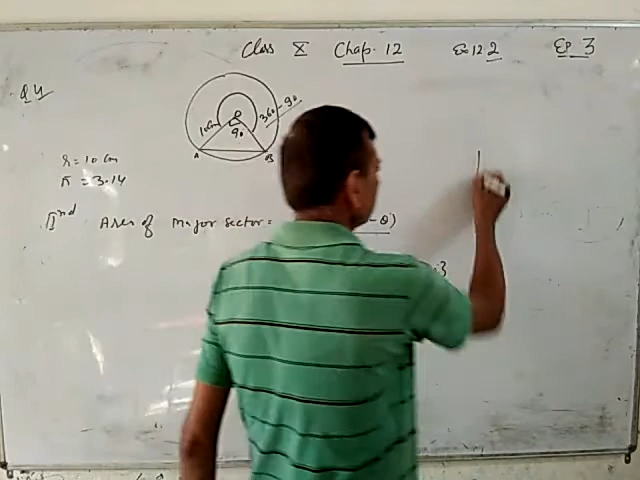 Class X Chap. 12 Ex 12.2 Ep 3
Q 4
10cm O 360-90
90
A B
r = 10 cm
π = 3.14
IInd Area of major sector = - θ)